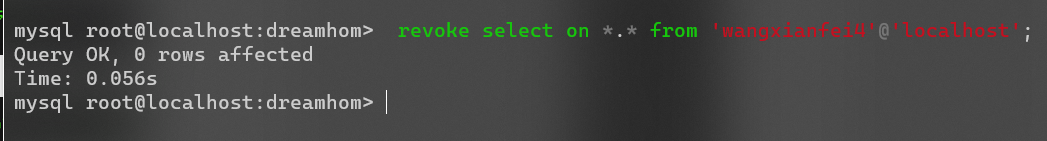 mysql root@localhost:dreamhom>  revoke select on *.* from 'wangxianfei4'@'localhost';
Query OK, 0 rows affected
Time: 0.056s
mysql root@localhost:dreamhom>